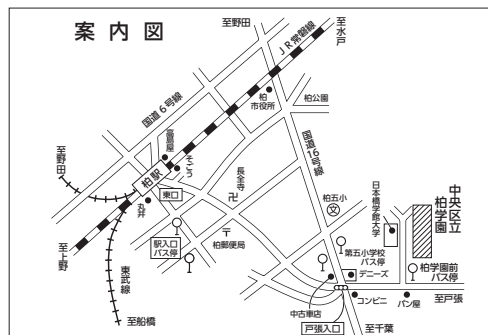 案内図
至野田
JR常磐線
至水戸
国道6号線
柏市役所
柏公園
高島屋
そごう
国道16号線
至野田
柏駅
東口
長全寺
柏五小
文
日本橋学館大学
中央区立柏学園
丸井
駅入口
バス停
〒
柏郵便局
第五小学校
バス停
デニーズ
柏学園前
バス停
至上野
東武線
中古車店
コンビニ
パン屋
至戸張
戸張入口
至船橋
至千葉